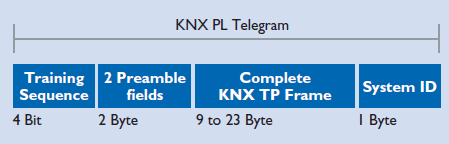 KNX PL Telegram
Training Sequence
2 Preamble fields
Complete KNX TP Frame
System ID
4 Bit
2 Byte
9 to 23 Byte
1 Byte